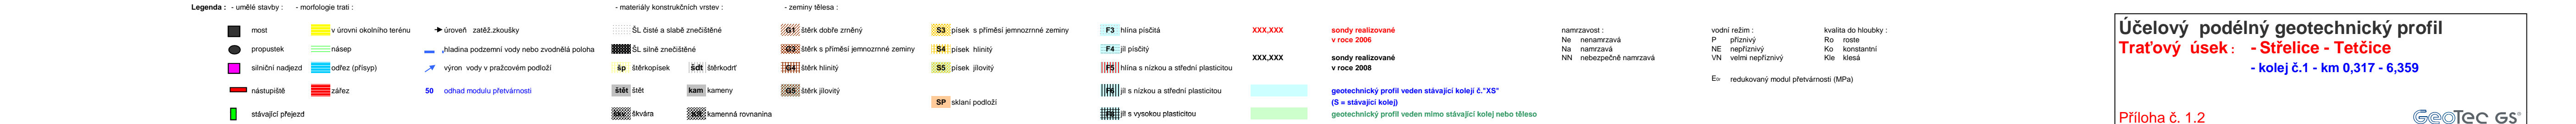 Legenda : - umělé stavby : - morfologie trati : - materiály konstrukčních vrstev : - zeminy tělesa :
most
propustek
silniční nadjezd
nástupiště
stávající přejezd
v úrovni okolního terénu
násep
odřez (přísyp)
zářez
úroveň zatěž.zkoušky
hladina podzemní vody nebo zvodnělá poloha
výron vody v pražcovém podloží
50 odhad modulu přetvárnosti
ŠL čisté a slabě znečištěné
ŠL silně znečištěné
šp štěrkopísek šdt štěrkodrť
štět štět kam kameny
škv škvára kamenná rovnanina
G1 štěrk dobře zrněný
G3 štěrk s příměsí jemnozrnné zeminy
G4 štěrk hlinitý
G5 štěrk jílovitý
S3 písek s příměsí jemnozrnné zeminy
S4 písek hlinitý
S5 písek jílovitý
SP sklaní podloží
F3 hlína písčitá
F4 jíl písčitý
F5 hlína s nízkou a střední plasticitou
F6 jíl s nízkou a střední plasticitou
F8 jíl s vysokou plasticitou
XXX,XXX sondy realizované
v roce 2006
XXX,XXX sondy realizované
v roce 2008
geotechnický profil veden stávající kolejí č."XS"
(S = stávající kolej)
geotechnický profil veden mimo stávající kolej nebo těleso
namrzavost :
Ne nenamrzavá
Na namrzavá
NN nebezpečně namrzavá
vodní režim :
P příznivý
NE nepříznivý
VN velmi nepříznivý
kvalita do hloubky :
Ro roste
Ko konstantní
Kle klesá
redukovaný modul přetvárnosti (MPa)
Účelový podélný geotechnický profil
Traťový úsek : - Střelice - Tetčice
- kolej č.1 - km 0,317 - 6,359
Příloha č. 1.2
GEOTEC GS